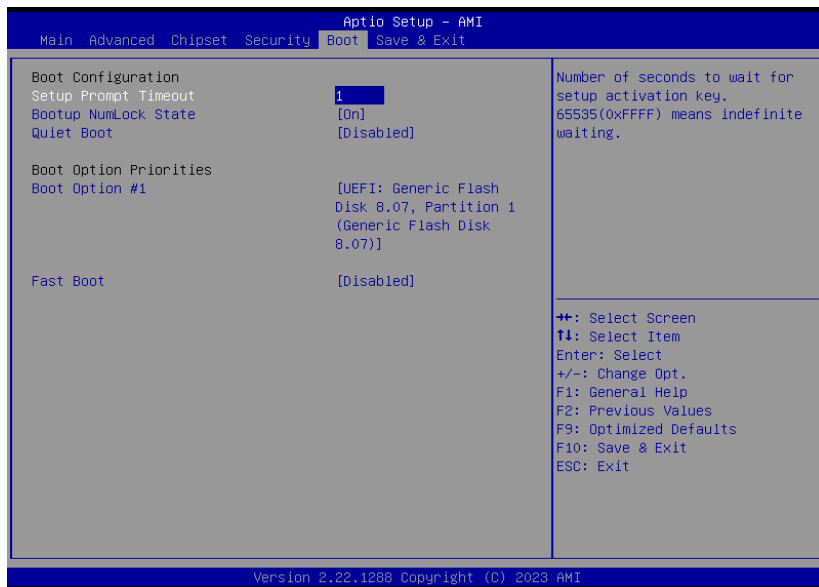 Aptio Setup – AMI
Main Advanced Chipset Security Boot Save & Exit
Boot Configuration
Setup Prompt Timeout 1
Bootup NumLock State [On]
Quiet Boot [Disabled]
Boot Option Priorities
Boot Option #1 [UEFI: Generic Flash
Disk 8.07, Partition 1
(Generic Flash Disk
8.07)]
Fast Boot [Disabled]
Number of seconds to wait for
setup activation key.
65535(0xFFFF) means indefinite
waiting.
→←: Select Screen
↑↓: Select Item
Enter: Select
+/-: Change Opt.
F1: General Help
F2: Previous Values
F9: Optimized Defaults
F10: Save & Exit
ESC: Exit
Version 2.22.1288 Copyright (C) 2023 AMI